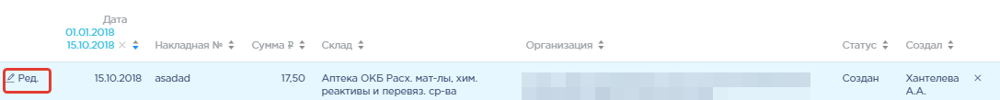 Дата
01.01.2018
15.10.2018 × Накладная № Сумма ₽ Склад Организация Статус Создал
Ред. 15.10.2018 asadad 17,50 Аптека ОКБ Расх. мат-лы, хим. Создан Хантелева ×
реактивы и перевяз. ср-ва А.А.